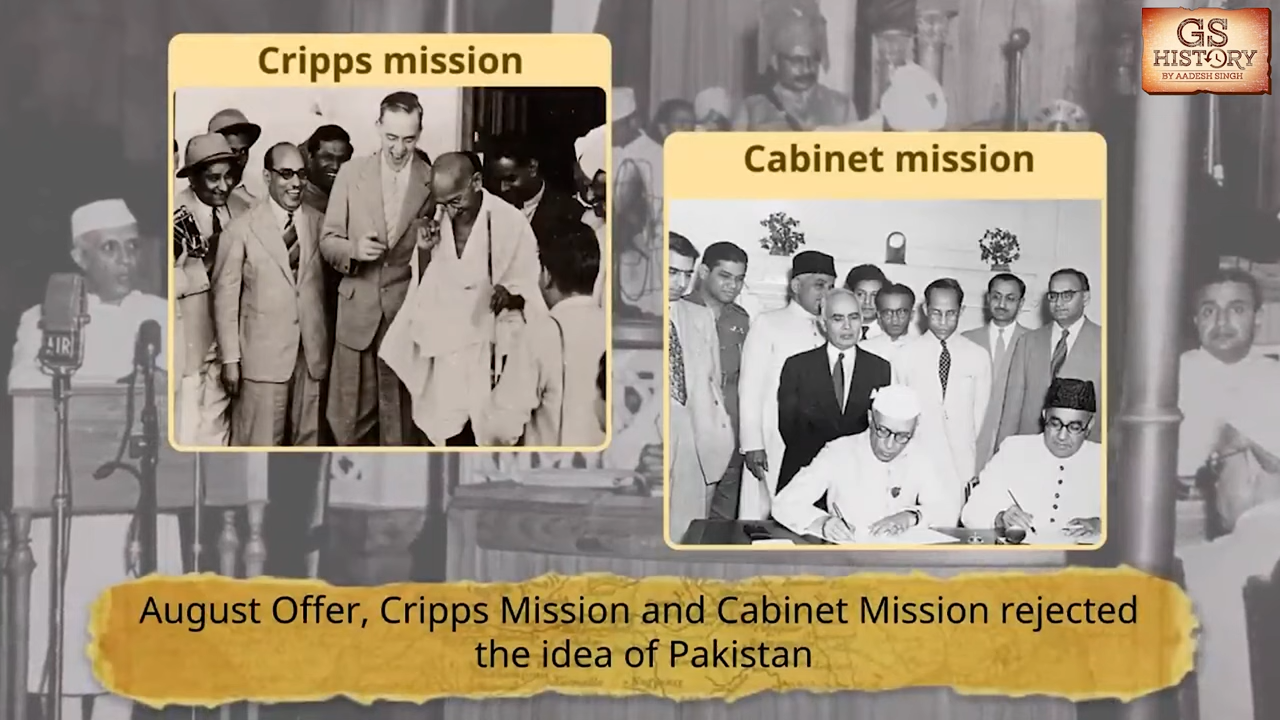 GS
HISTORY
BY AADESH SINGH
Cripps mission
Cabinet mission
AIR
August Offer, Cripps Mission and Cabinet Mission rejected
the idea of Pakistan